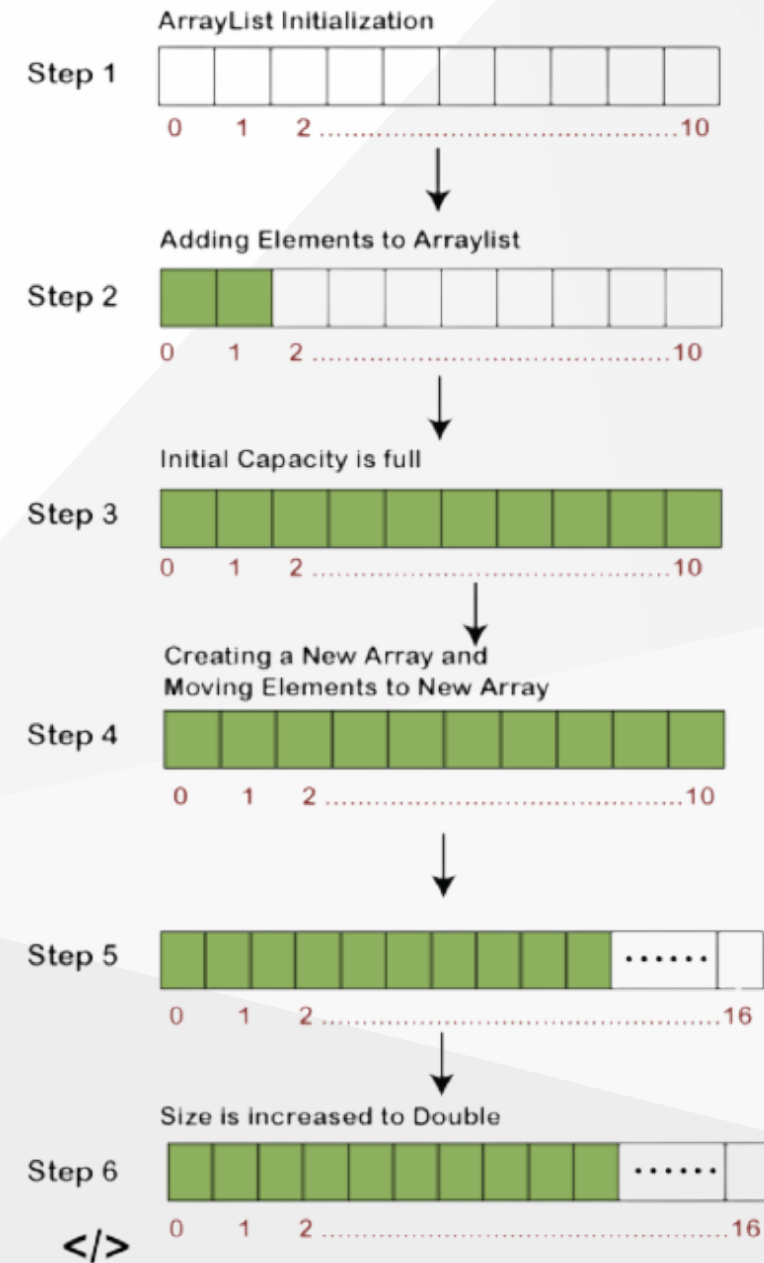 ArrayList Initialization
Step 1
0 1 2 ........................................10
Adding Elements to Arraylist
Step 2
0 1 2 ........................................10
Initial Capacity is full
Step 3
0 1 2 ........................................10
Creating a New Array and
Moving Elements to New Array
Step 4
0 1 2 ........................................10
Step 5
......
0 1 2 ........................................16
Size is increased to Double
Step 6
......
0 1 2 ........................................16
</>